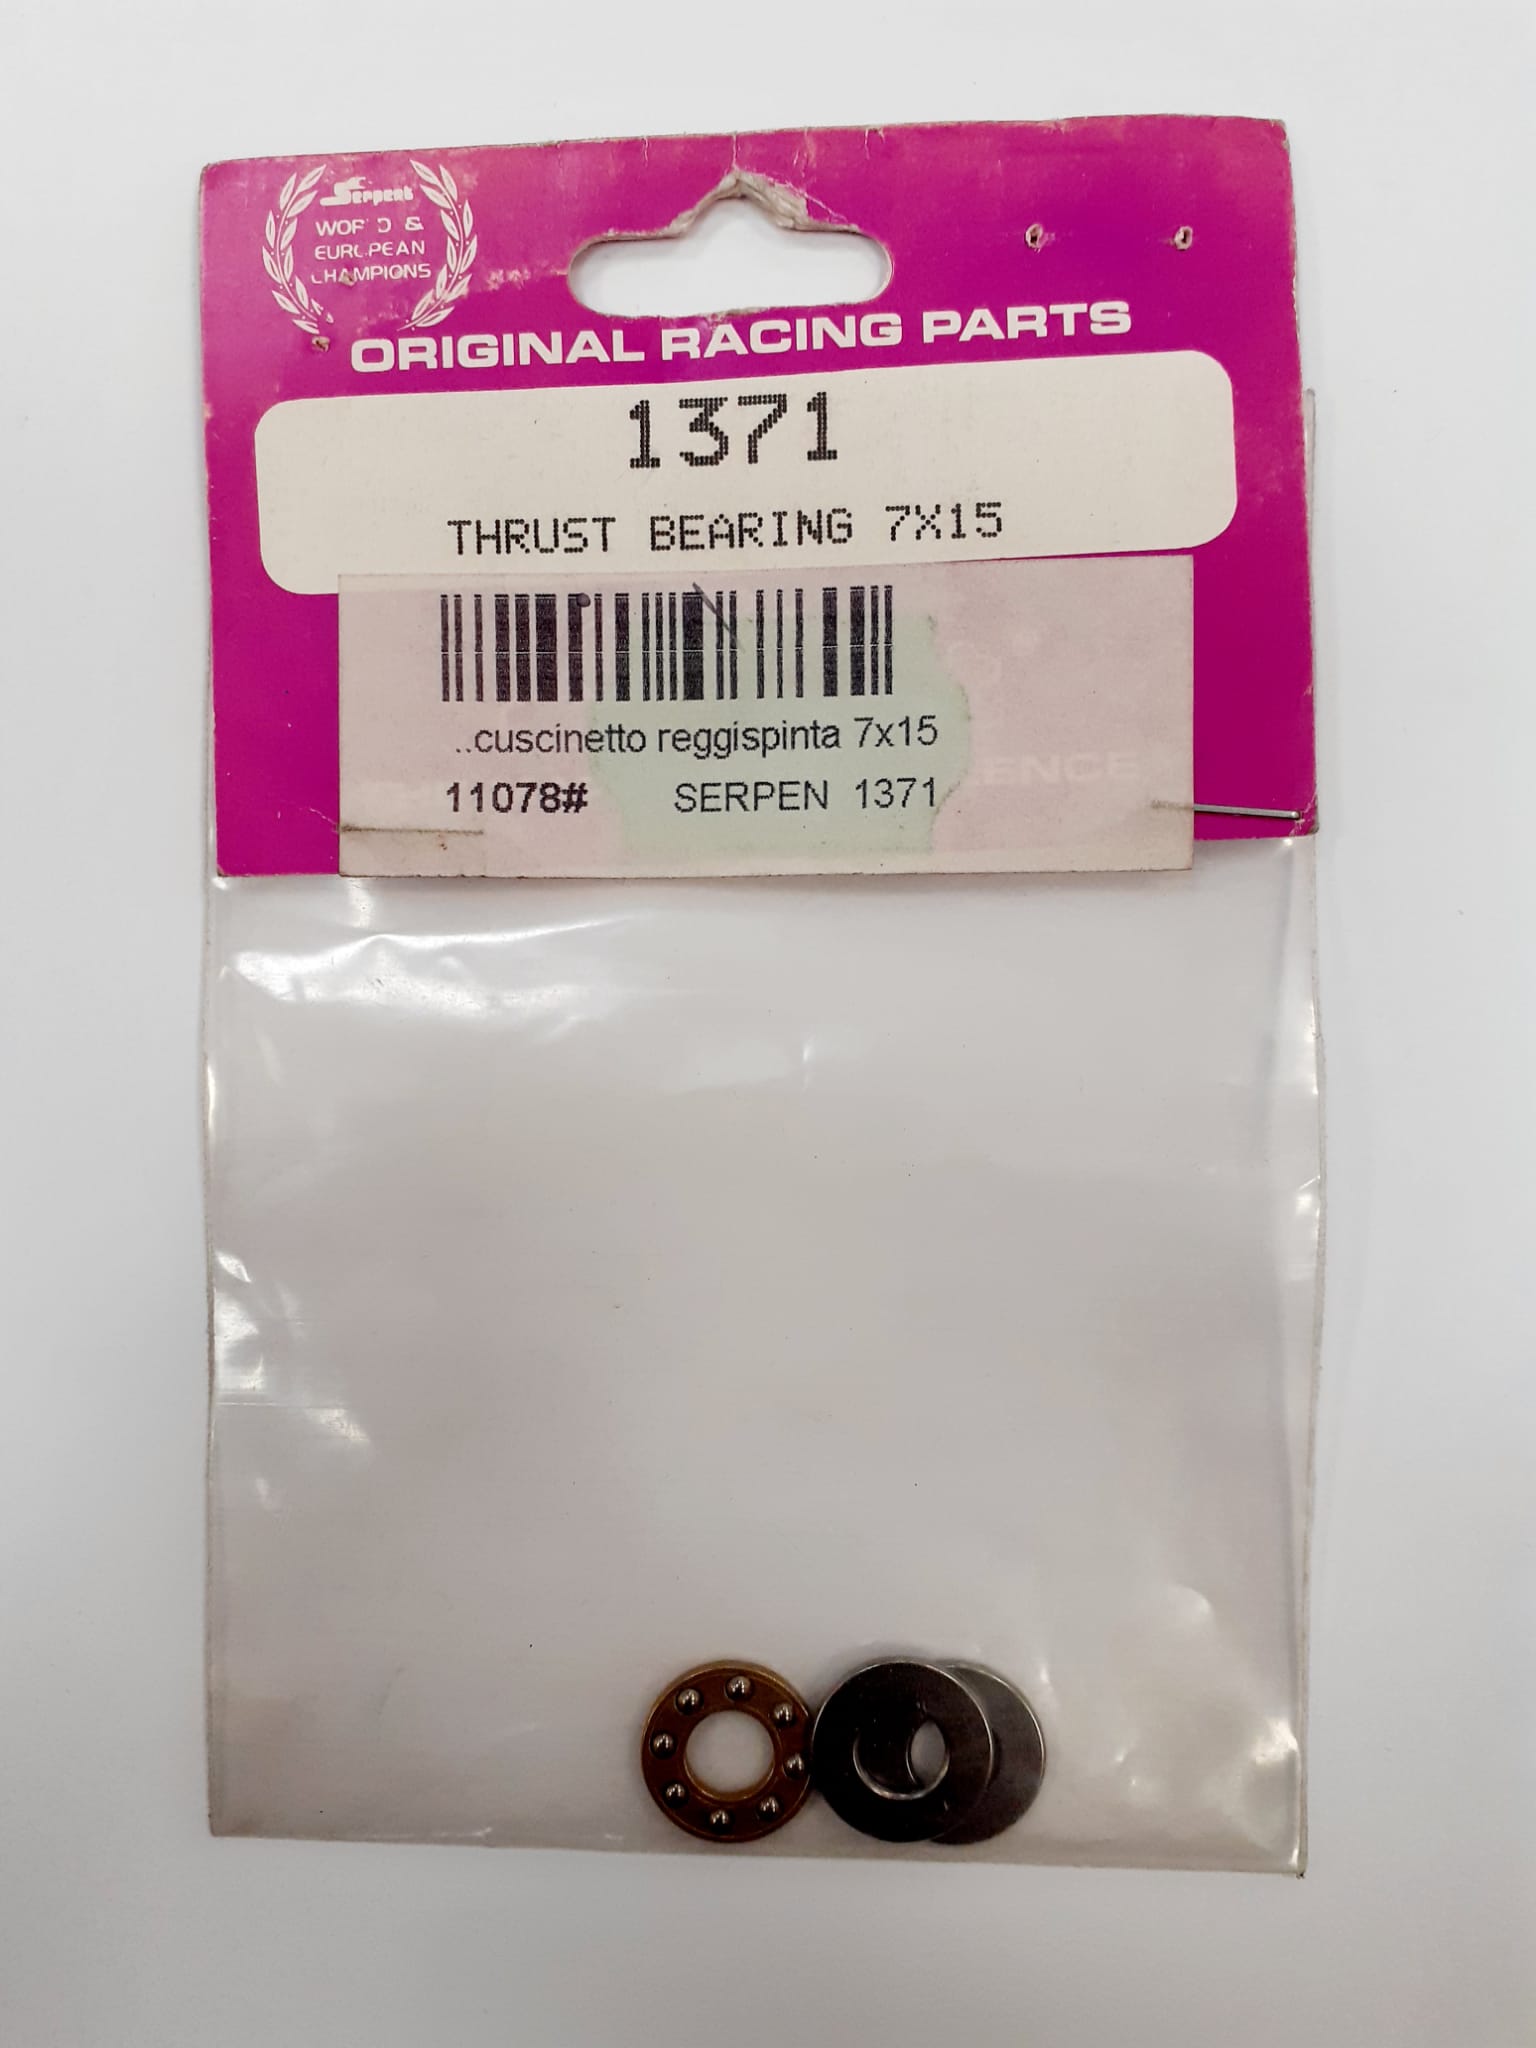 Serpent
WORLD &
EUROPEAN
CHAMPIONS
ORIGINAL RACING PARTS
1371
THRUST BEARING 7X15
..cuscinetto reggispinta 7x15
11078# SERPEN 1371